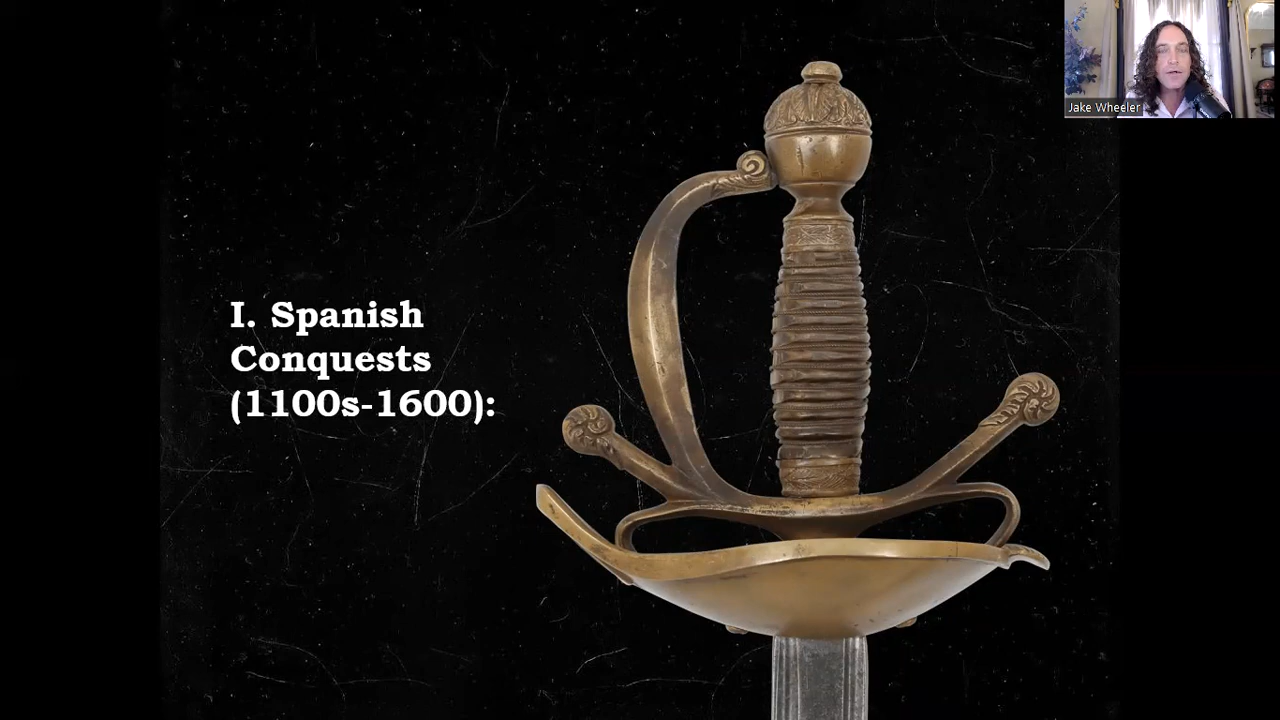 Jake Wheeler
I. Spanish
Conquests
(1100s-1600):